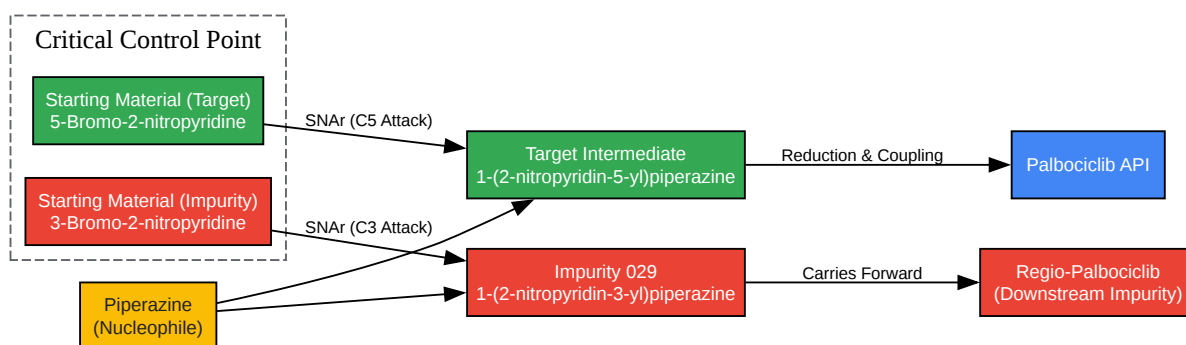 Critical Control Point
Starting Material (Target)
5-Bromo-2-nitropyridine
SNAr (C5 Attack)
Target Intermediate
1-(2-nitropyridin-5-yl)piperazine
Reduction & Coupling
Palbociclib API
Starting Material (Impurity)
3-Bromo-2-nitropyridine
SNAr (C3 Attack)
Impurity 029
1-(2-nitropyridin-3-yl)piperazine
Carries Forward
Regio-Palbociclib
(Downstream Impurity)
Piperazine
(Nucleophile)